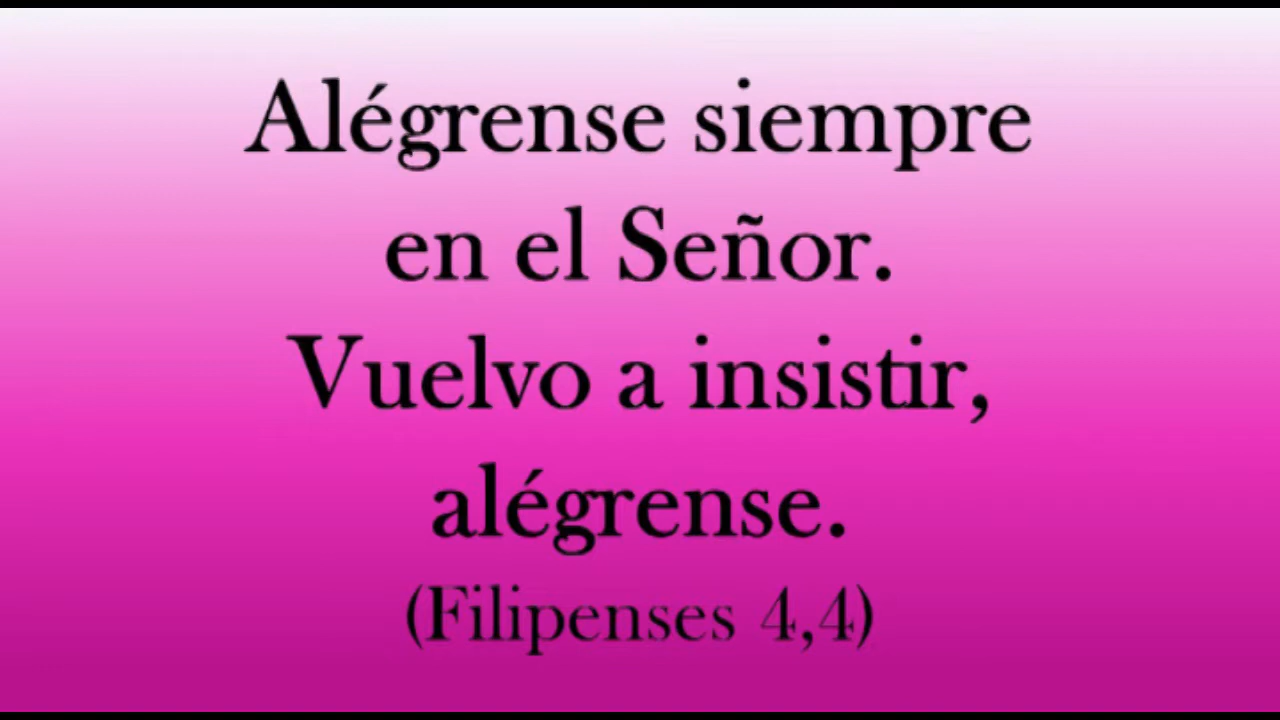 Alégrense siempre
en el Señor.
Vuelvo a insistir,
alégrense.
(Filipenses 4,4)